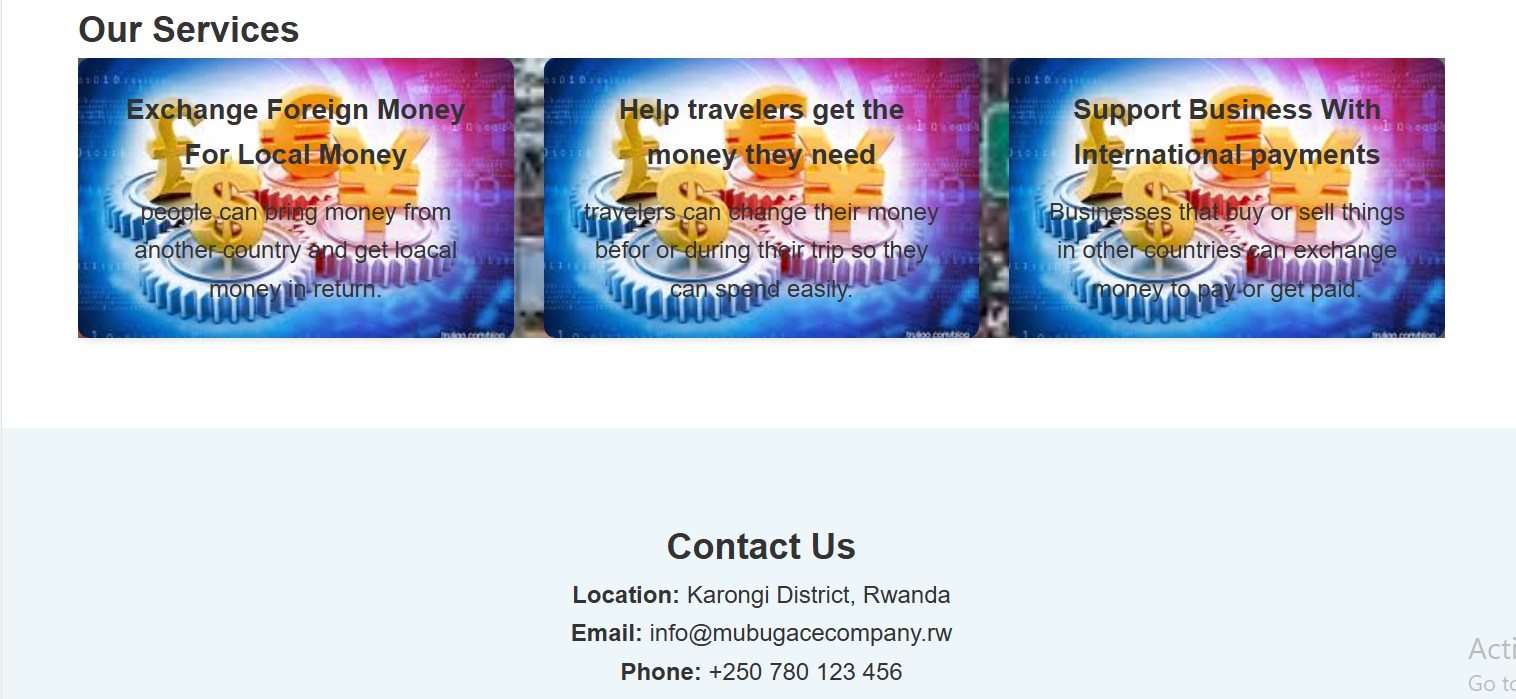 Our Services
Exchange Foreign Money
For Local Money
people can bring money from
another country and get loacal
money in return.
Help travelers get the
money they need
travelers can change their money
befor or during their trip so they
can spend easily.
Support Business With
International payments
Businesses that buy or sell things
in other countries can exchange
money to pay or get paid.
Contact Us
Location: Karongi District, Rwanda
Email: info@mubugacecompany.rw
Phone: +250 780 123 456
Acti
Go to